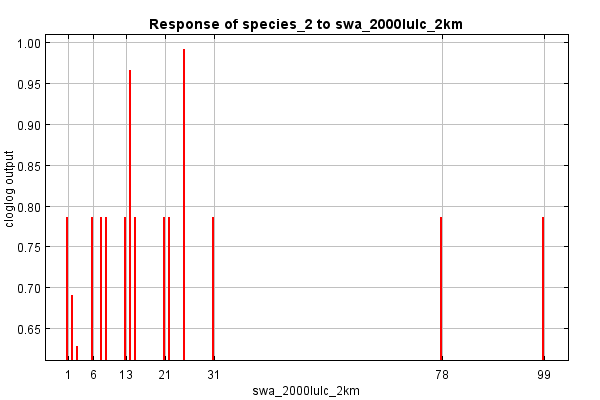 Response of species_2 to swa_2000lulc_2km
1.00
0.95
0.90
0.85
0.80
0.75
0.70
0.65
cloglog output
1 6 13 21 31 78 99
swa_2000lulc_2km